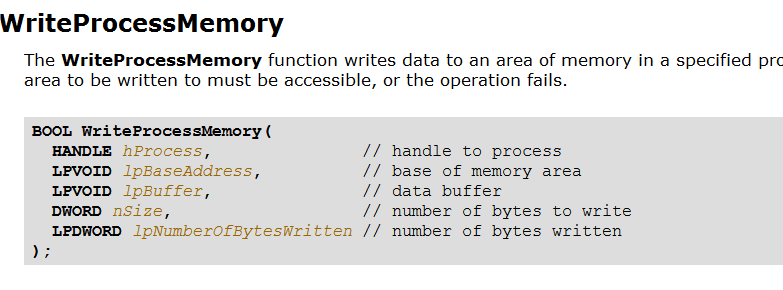 WriteProcessMemory
The WriteProcessMemory function writes data to an area of memory in a specified
area to be written to must be accessible, or the operation fails.
BOOL WriteProcessMemory(
HANDLE hProcess, // handle to process
LPVOID lpBaseAddress, // base of memory area
LPVOID lpBuffer, // data buffer
DWORD nSize, // number of bytes to write
LPDWORD lpNumberOfBytesWritten // number of bytes written
);